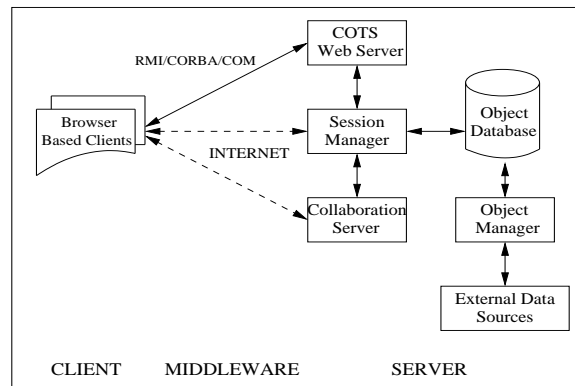 COTS
Web Server
RMI/CORBA/COM
Browser
Based Clients
Session
Manager
Object
Database
INTERNET
Collaboration
Server
Object
Manager
External Data
Sources
CLIENT MIDDLEWARE SERVER